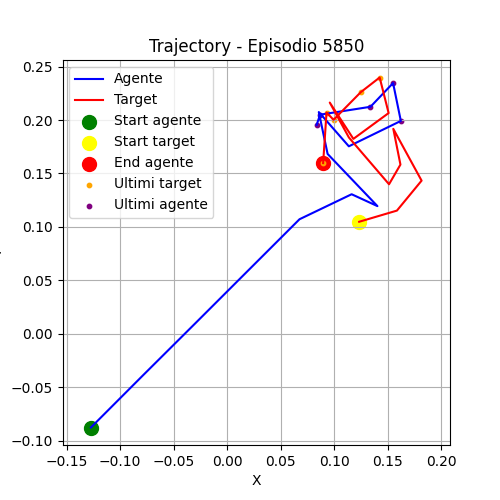 Trajectory - Episodio 5850
0.25
0.20
0.15
0.10
0.05
0.00
−0.05
−0.10
Agente
Target
Start agente
Start target
End agente
Ultimi target
Ultimi agente
−0.15 −0.10 −0.05 0.00 0.05 0.10 0.15 0.20
X